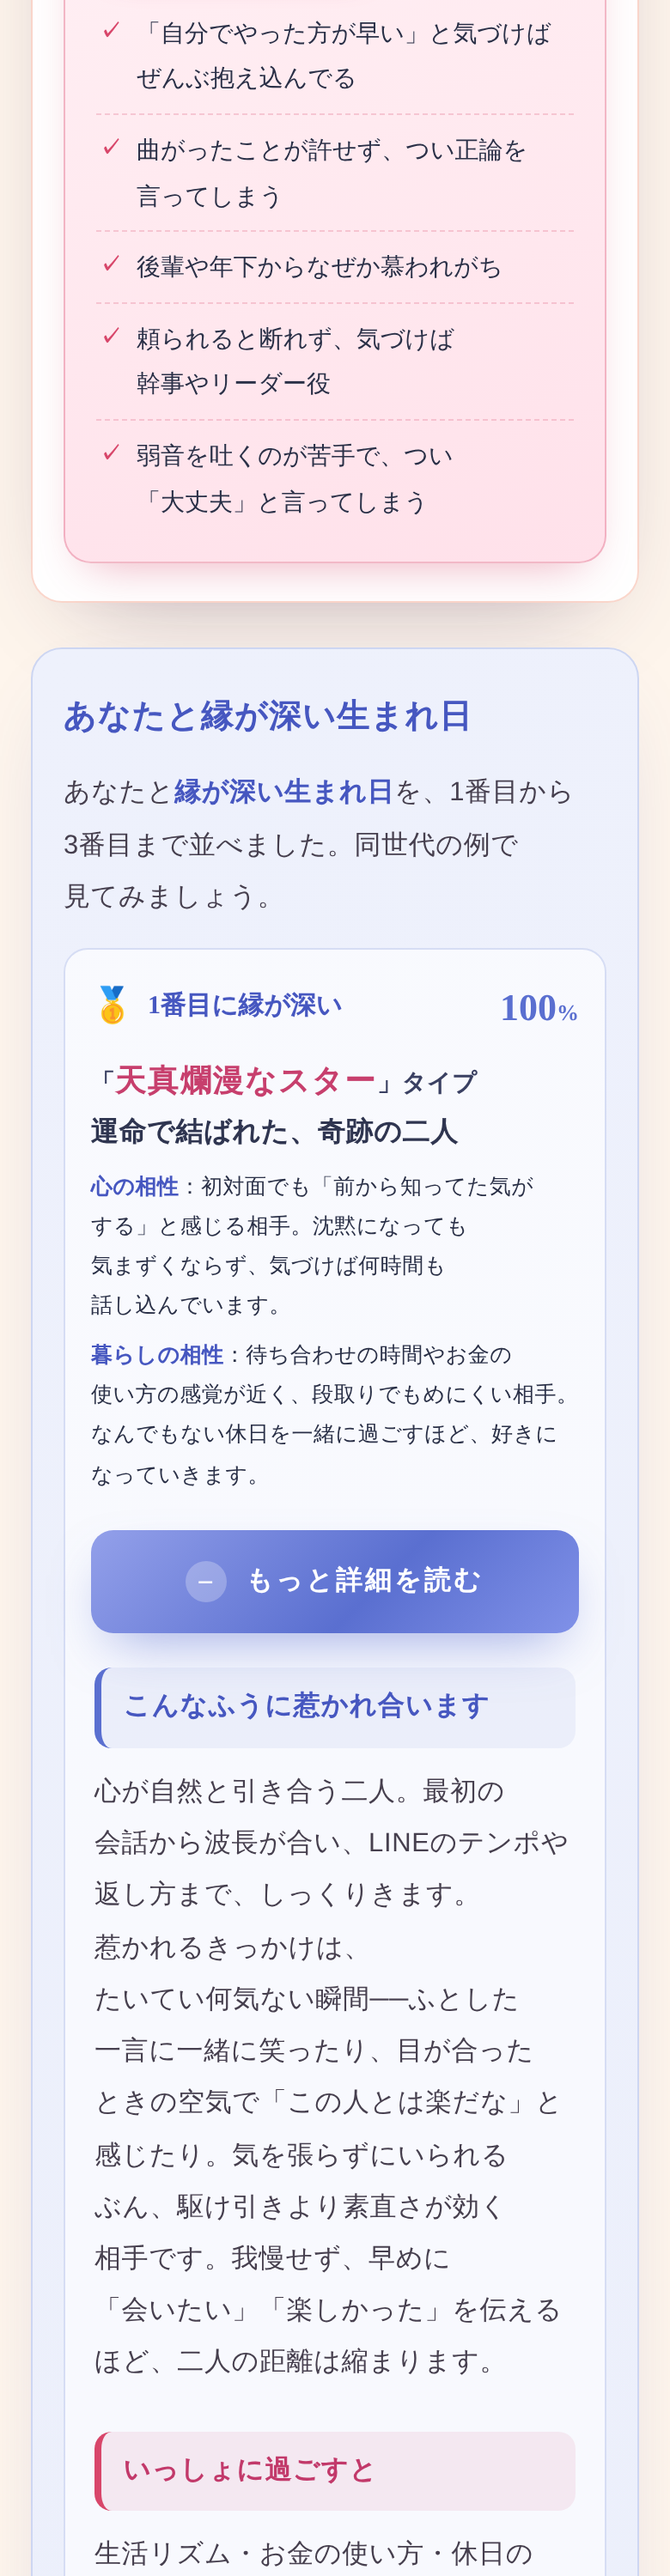 ✓ 「自分でやった方が早い」と気づけば
ぜんぶ抱え込んでる
✓ 曲がったことが許せず、つい正論を
言ってしまう
✓ 後輩や年下からなぜか慕われがち
✓ 頼られると断れず、気づけば
幹事やリーダー役
✓ 弱音を吐くのが苦手で、つい
「大丈夫」と言ってしまう
あなたと縁が深い生まれ日
あなたと縁が深い生まれ日を、1番目から
3番目まで並べました。同世代の例で
見てみましょう。
🥇 1番目に縁が深い 100%
「天真爛漫なスター」タイプ
運命で結ばれた、奇跡の二人
心の相性：初対面でも「前から知ってた気が
する」と感じる相手。沈黙になっても
気まずくならず、気づけば何時間も
話し込んでいます。
暮らしの相性：待ち合わせの時間やお金の
使い方の感覚が近く、段取りでもめにくい相手。
なんでもない休日を一緒に過ごすほど、好きに
なっていきます。
− もっと詳細を読む
こんなふうに惹かれ合います
心が自然と引き合う二人。最初の
会話から波長が合い、LINEのテンポや
返し方まで、しっくりきます。
惹かれるきっかけは、
たいてい何気ない瞬間──ふとした
一言に一緒に笑ったり、目が合った
ときの空気で「この人とは楽だな」と
感じたり。気を張らずにいられる
ぶん、駆け引きより素直さが効く
相手です。我慢せず、早めに
「会いたい」「楽しかった」を伝える
ほど、二人の距離は縮まります。
いっしょに過ごすと
生活リズム・お金の使い方・休日の